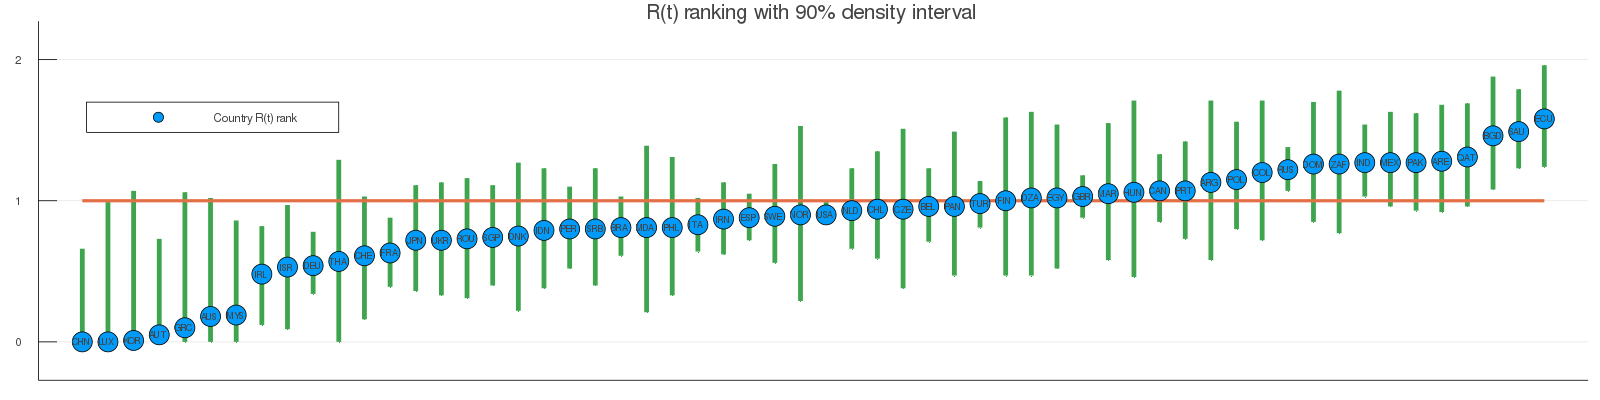 R(t) ranking with 90% density interval
2
Country R(t) rank
1
0
CHN LUX KOR AUT GRC AUS MYS IRL ISR DEU THA CHE FRA JPN UKR ROU SGP DNK IDN PER SRB BRA MDA PHL ITA IRN ESP SWE NOR USA NLD CHL CZE BEL PAN TUR FIN DZA EGY GBR MAR HUN CAN PRT ARG POL COL RUS DOM ZAF IND MEX PAK ARE QAT BGD SAU ECU